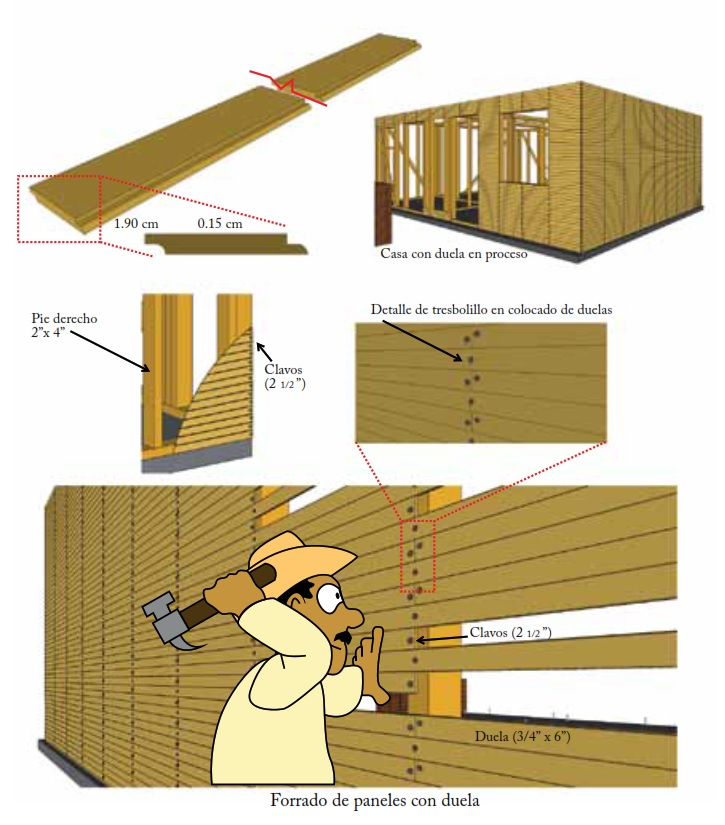 1.90 cm
0.15 cm
Casa con duela en proceso
Pie derecho
2”x 4”
Clavos
(2 1/2”)
Detalle de tresbolillo en colocado de duelas
Clavos (2 1/2”)
Duela (3/4” x 6”)
Forrado de paneles con duela